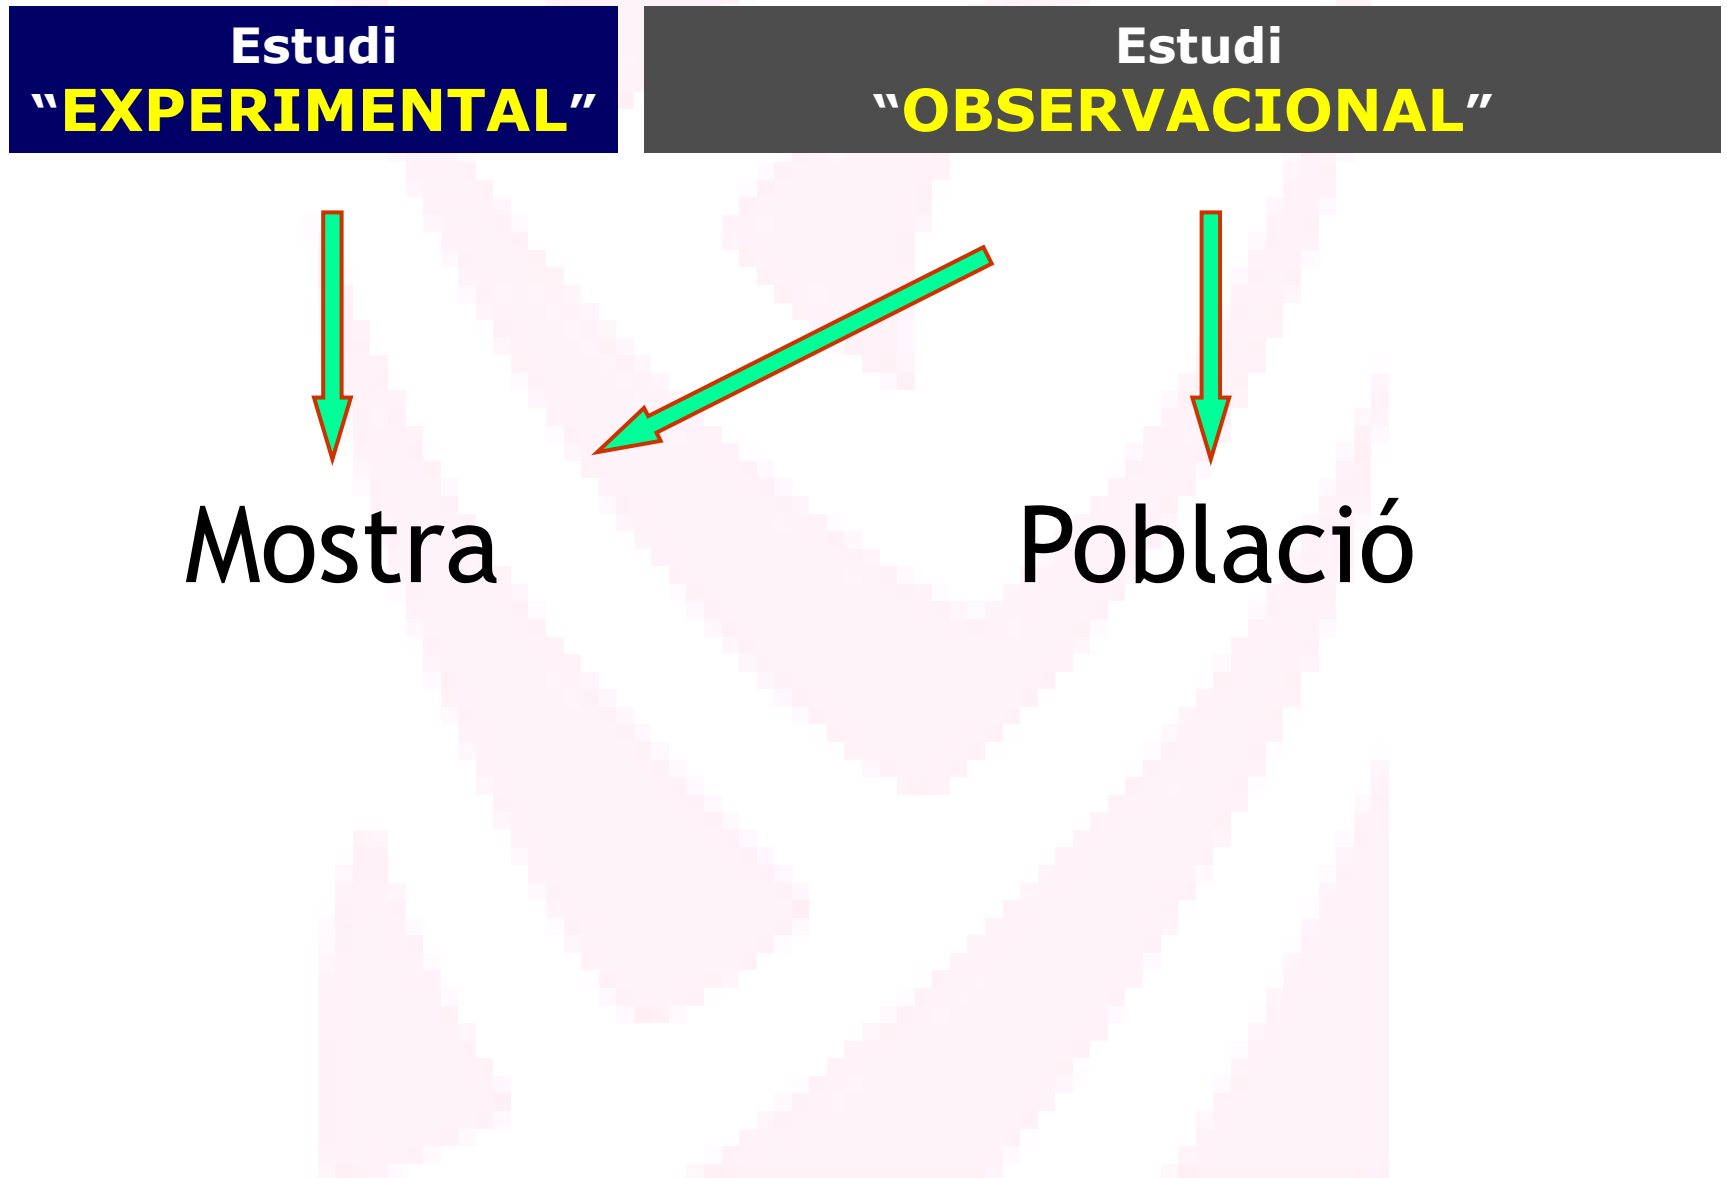 Estudi
“EXPERIMENTAL”
Estudi
“OBSERVACIONAL”
Mostra
Població